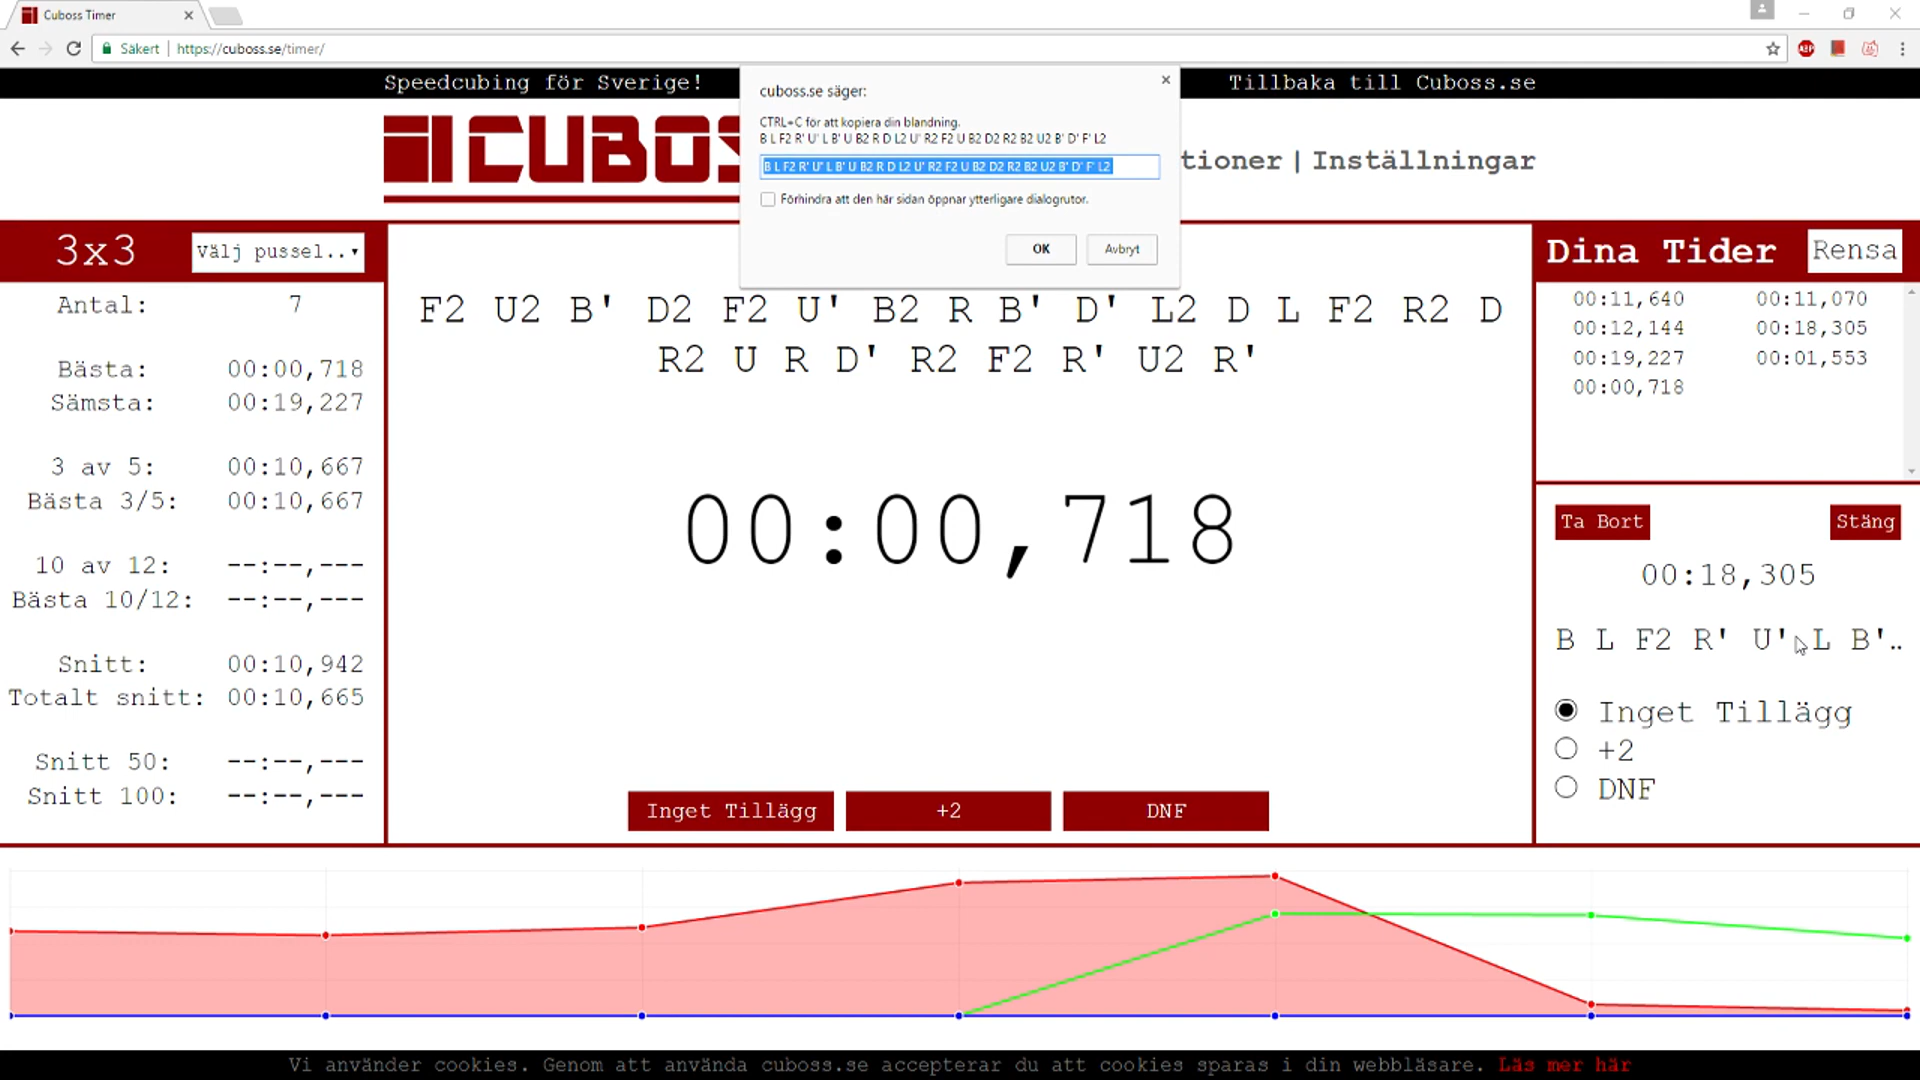 Cuboss Timer
Säkert https://cuboss.se/timer/
Speedcubing för Sverige!
Tillbaka till Cuboss.se
cuboss.se säger:
CTRL+C för att kopiera din blandning.
B L F2 R' U' L B' U B2 R D L2 U' R2 F2 U B2 D2 R2 B2 U2 B' D' F' L2
B L F2 R' U' L B' U B2 R D L2 U' R2 F2 U B2 D2 R2 B2 U2 B' D' F' L2
Förhindra att den här sidan öppnar ytterligare dialogrutor.
OK Avbryt
CUBOS
tioner | Inställningar
3x3 Välj pussel..
Antal: 7
Bästa: 00:00,718
Sämsta: 00:19,227
3 av 5: 00:10,667
Bästa 3/5: 00:10,667
10 av 12: --:--,---
Bästa 10/12: --:--,---
Snitt: 00:10,942
Totalt snitt: 00:10,665
Snitt 50: --:--,---
Snitt 100: --:--,---
F2 U2 B' D2 F2 U' B2 R B' D' L2 D L F2 R2 D
R2 U R D' R2 F2 R' U2 R'
00:00,718
Inget Tillägg +2 DNF
Dina Tider Rensa
00:11,640 00:11,070
00:12,144 00:18,305
00:19,227 00:01,553
00:00,718
Ta Bort Stäng
00:18,305
B L F2 R' U' L B'..
Inget Tillägg
+2
DNF
Vi använder cookies. Genom att använda cuboss.se accepterar du att cookies sparas i din webbläsare. Läs mer här